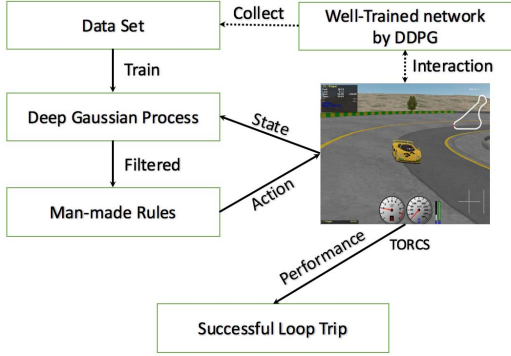 Data Set
Collect
Well-Trained network
by DDPG
Train
Interaction
Deep Gaussian Process
State
Filtered
Man-made Rules
Action
TORCS
Performance
Successful Loop Trip